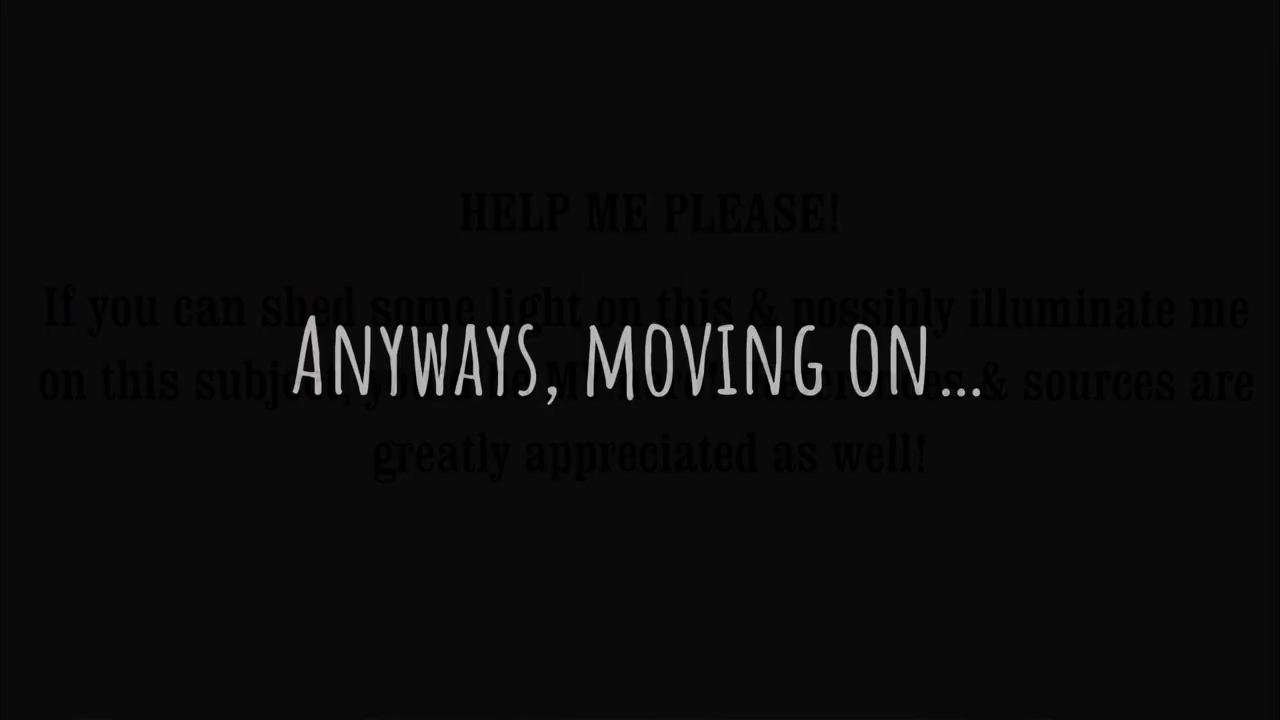 HELP ME PLEASE!
If you can shed some light on this & possibly illuminate me
Anyways, moving on...
on this subject, & sources are
greatly appreciated as well!